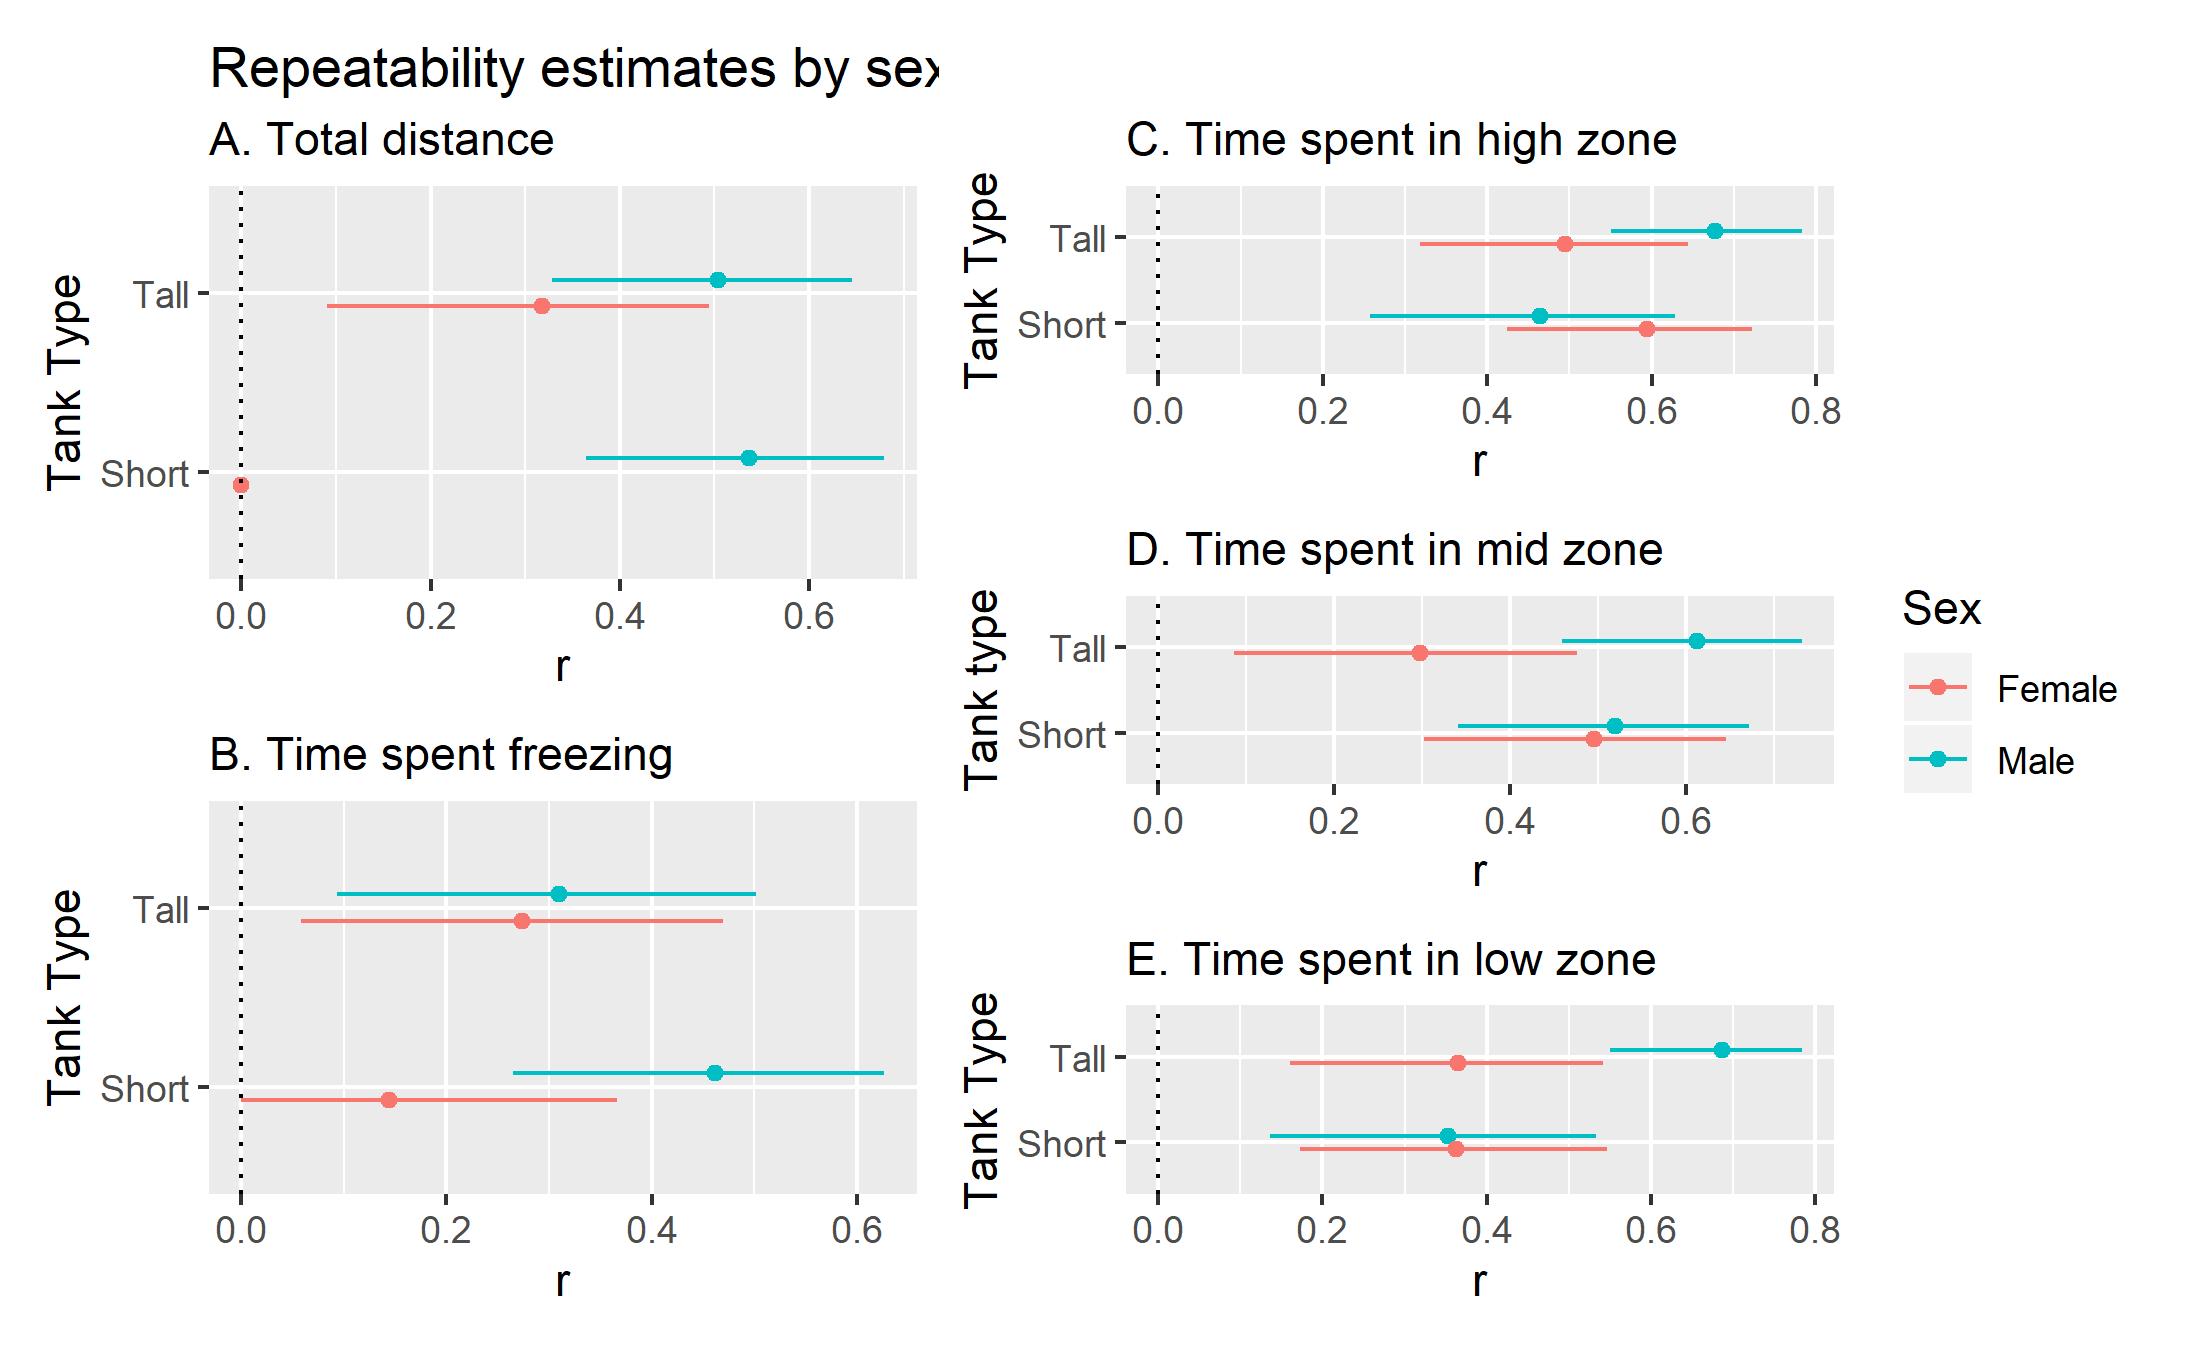 Repeatability estimates by sex
A. Total distance
Tank Type
Tall
Short
0.0 0.2 0.4 0.6
r
B. Time spent freezing
Tank Type
Tall
Short
0.0 0.2 0.4 0.6
r
C. Time spent in high zone
Tank Type
Tall
Short
0.0 0.2 0.4 0.6 0.8
r
D. Time spent in mid zone
Tank type
Tall
Short
0.0 0.2 0.4 0.6
r
E. Time spent in low zone
Tank Type
Tall
Short
0.0 0.2 0.4 0.6 0.8
r
Sex
Female
Male